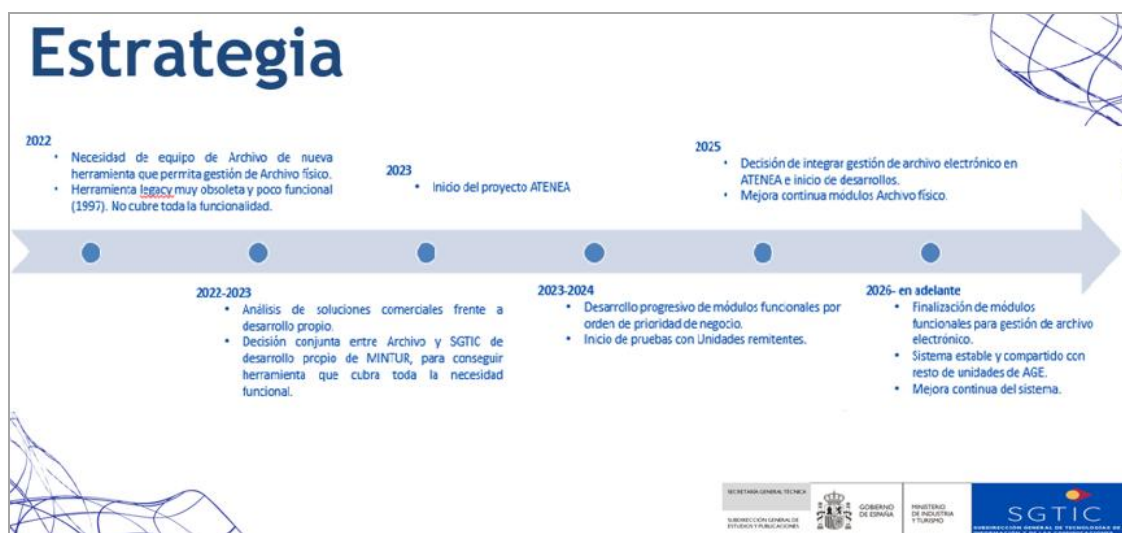 Estrategia
2022
• Necesidad de equipo de Archivo de nueva
herramienta que permita gestión de Archivo físico.
• Herramienta legacy muy obsoleta y poco funcional
(1997). No cubre toda la funcionalidad.
2022-2023
• Análisis de soluciones comerciales frente a
desarrollo propio.
• Decisión conjunta entre Archivo y SGTIC de
desarrollo propio de MINTUR, para conseguir
herramienta que cubra toda la necesidad
funcional.
2023
• Inicio del proyecto ATENEA
2023-2024
• Desarrollo progresivo de módulos funcionales por
orden de prioridad de negocio.
• Inicio de pruebas con Unidades remitentes.
2025
• Decisión de integrar gestión de archivo electrónico en
ATENEA e inicio de desarrollos.
• Mejora continua módulos Archivo físico.
2026- en adelante
• Finalización de módulos
funcionales para gestión de archivo
electrónico.
• Sistema estable y compartido con
resto de unidades de AGE.
• Mejora continua del sistema.
SECRETARÍA GENERAL TÉCNICA
SUBDIRECCIÓN GENERAL DE
ESTUDIOS Y PUBLICACIONES
GOBIERNO
DE ESPAÑA
MINISTERIO
DE INDUSTRIA
Y TURISMO
SGTIC
SUBDIRECCIÓN GENERAL DE TECNOLOGÍAS DE